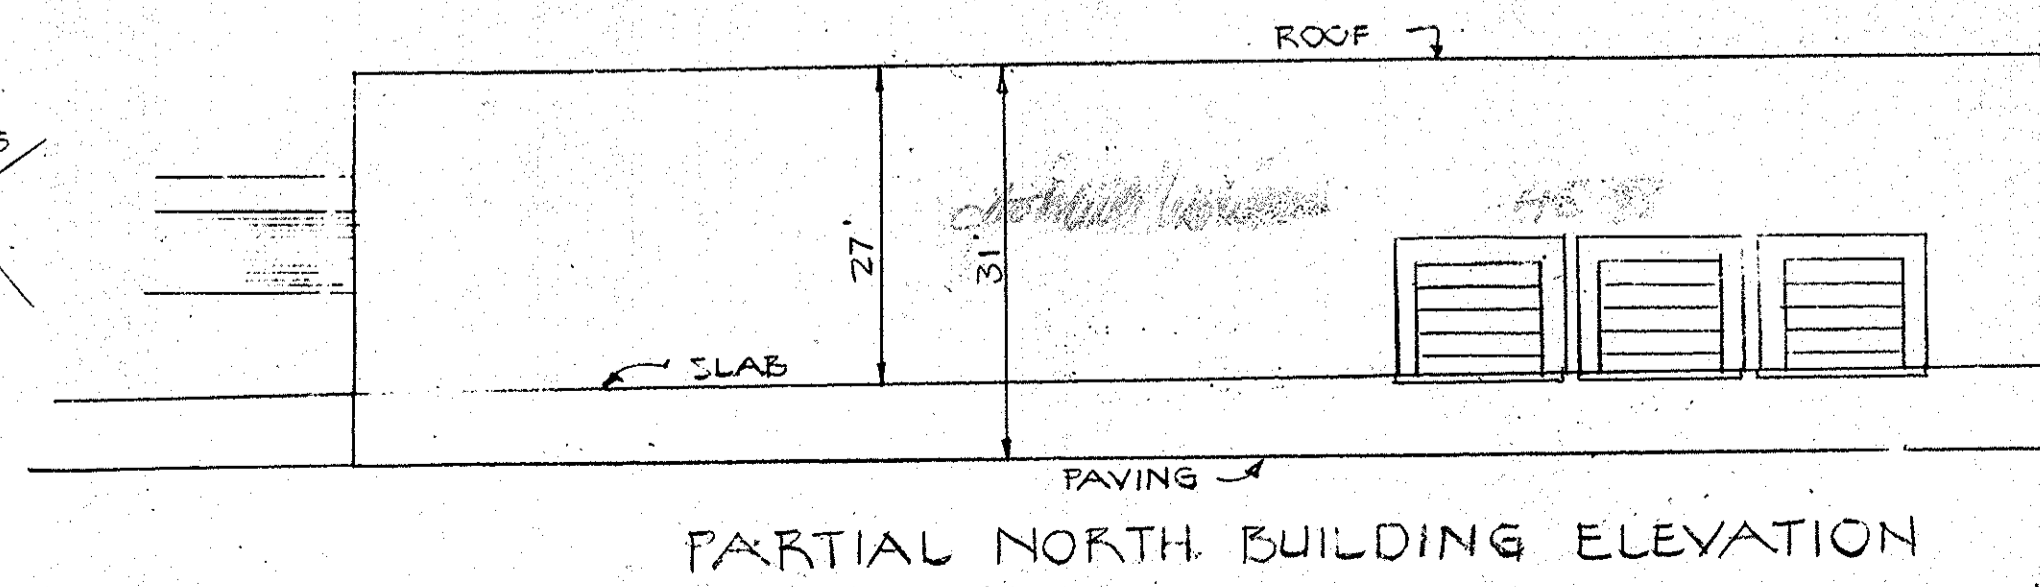 ROOF
27'
31'
SLAB
PAVING
PARTIAL NORTH BUILDING ELEVATION